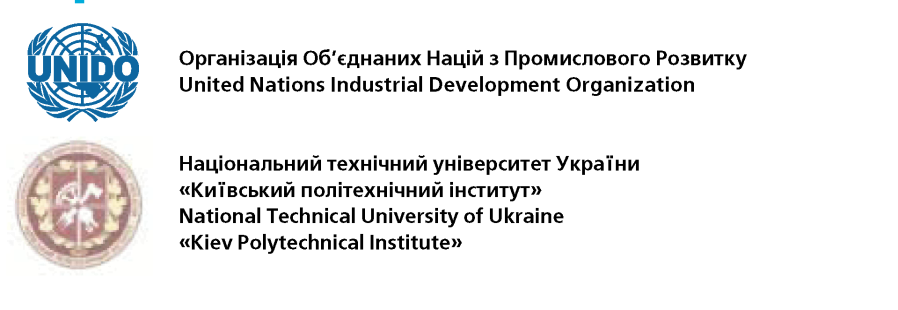 UNIDO
Організація Об’єднаних Націй з Промислового Розвитку
United Nations Industrial Development Organization
Національний технічний університет України
«Київський політехнічний інститут»
National Technical University of Ukraine
«Kiev Polytechnical Institute»